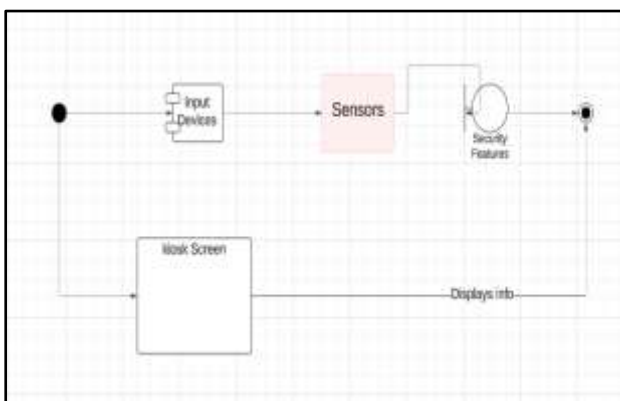 Input
Devices
Sensors
Security
Features
kiosk Screen
Displays info